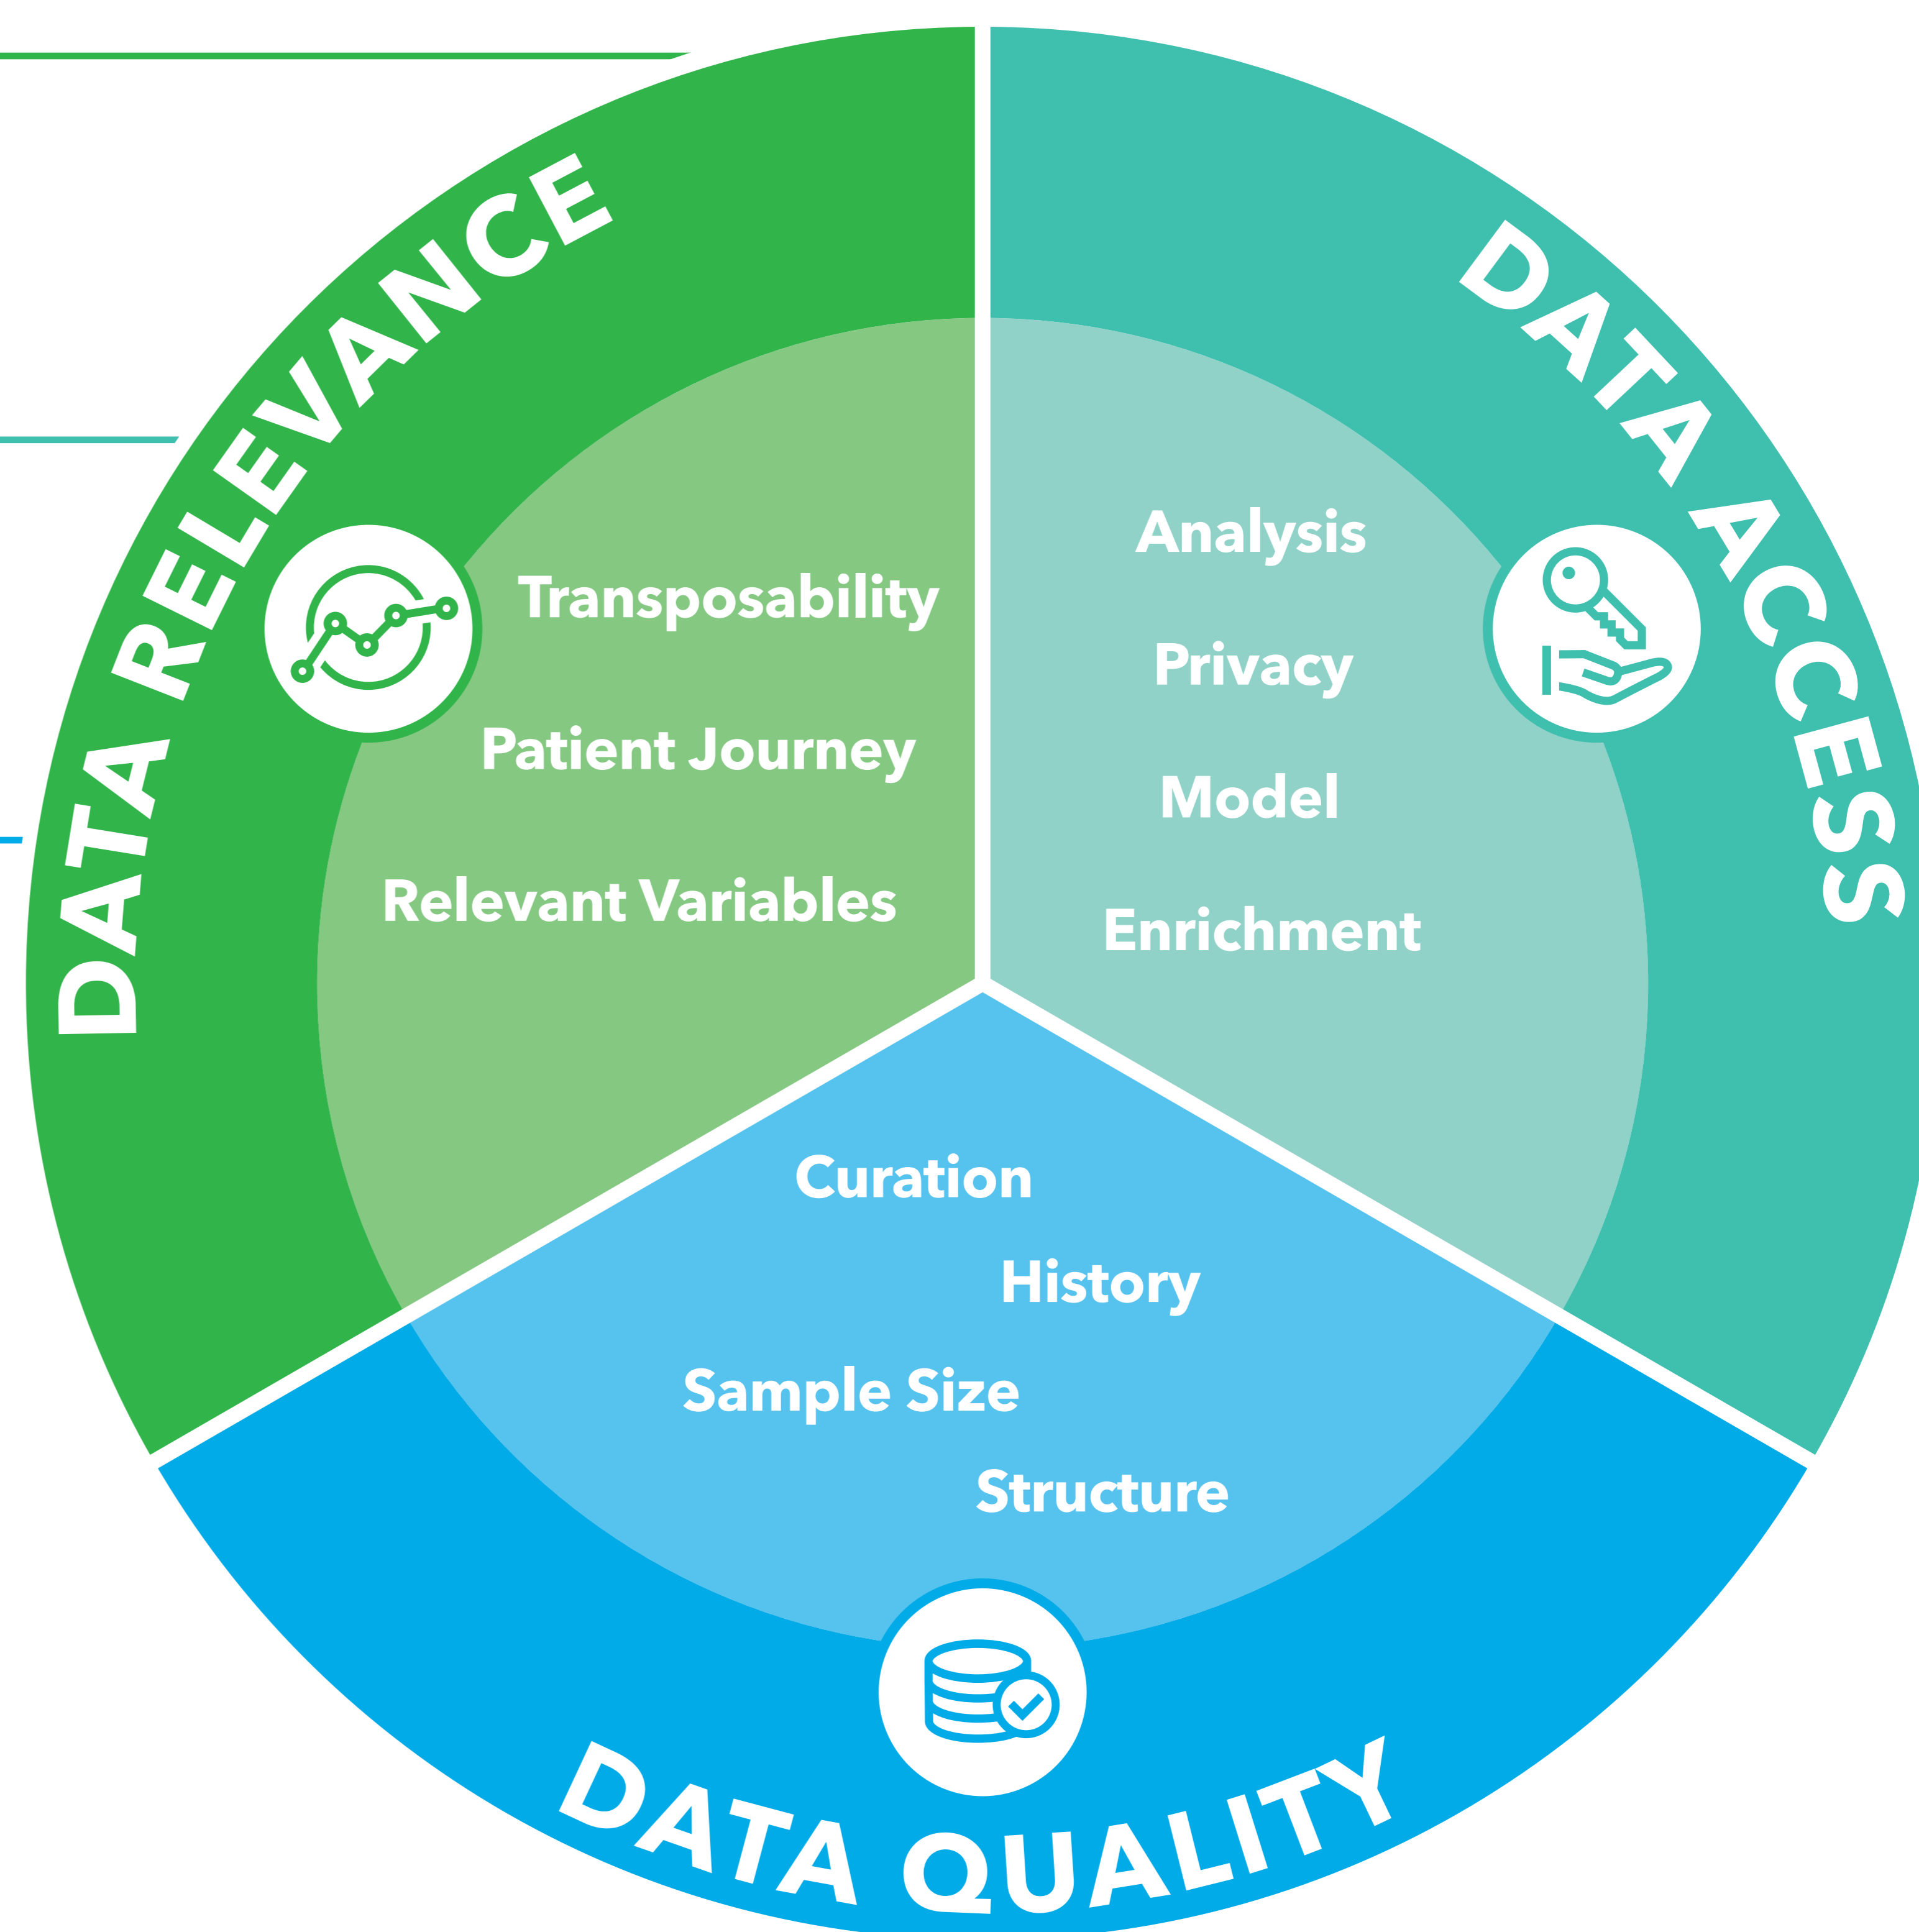 DATA RELEVANCE
Transposability
Patient Journey
Relevant Variables
DATA ACCESS
Analysis
Privacy
Model
Enrichment
Curation
History
Sample Size
Structure
DATA QUALITY